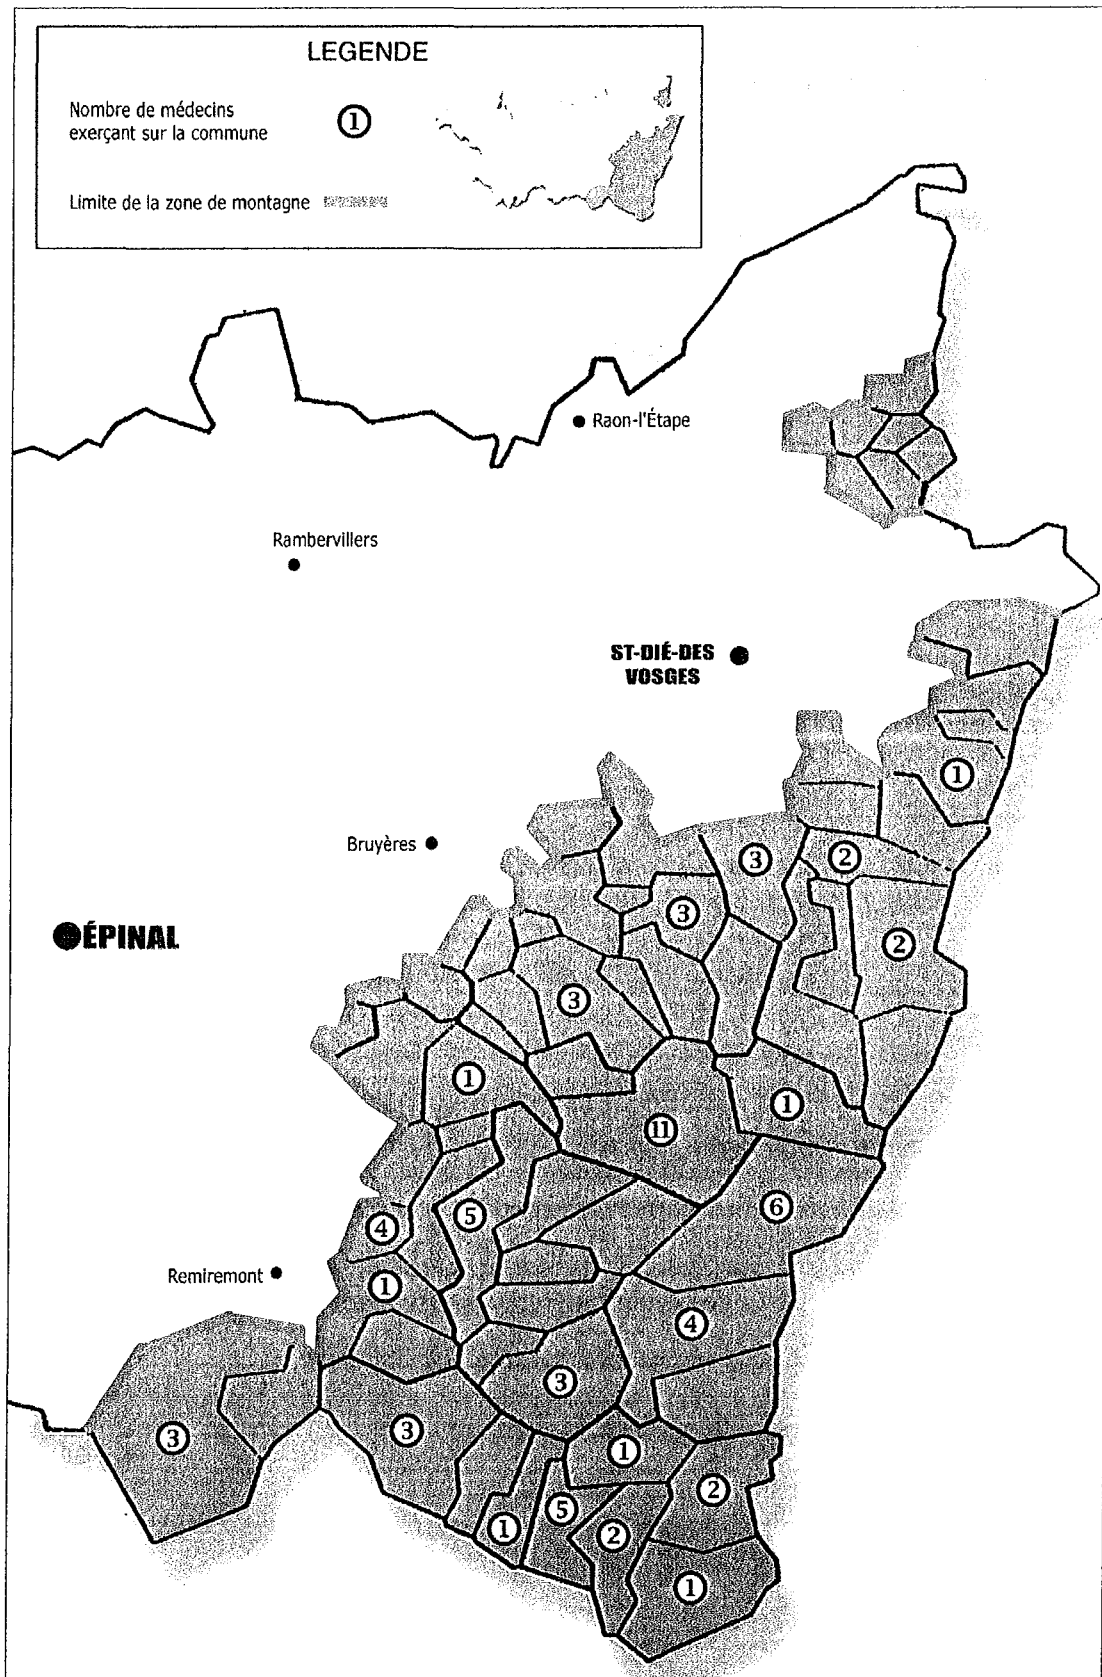 LEGENDE
Nombre de médecins
exerçant sur la commune
1
Limite de la zone de montagne
Raon-l'Étape
Rambervillers
ST-DIÉ-DES
VOSGES
1
Bruyères
3
2
3
ÉPINAL
2
3
1
1
11
6
4
5
Remiremont
1
4
3
3
3
1
2
5
1
2
1